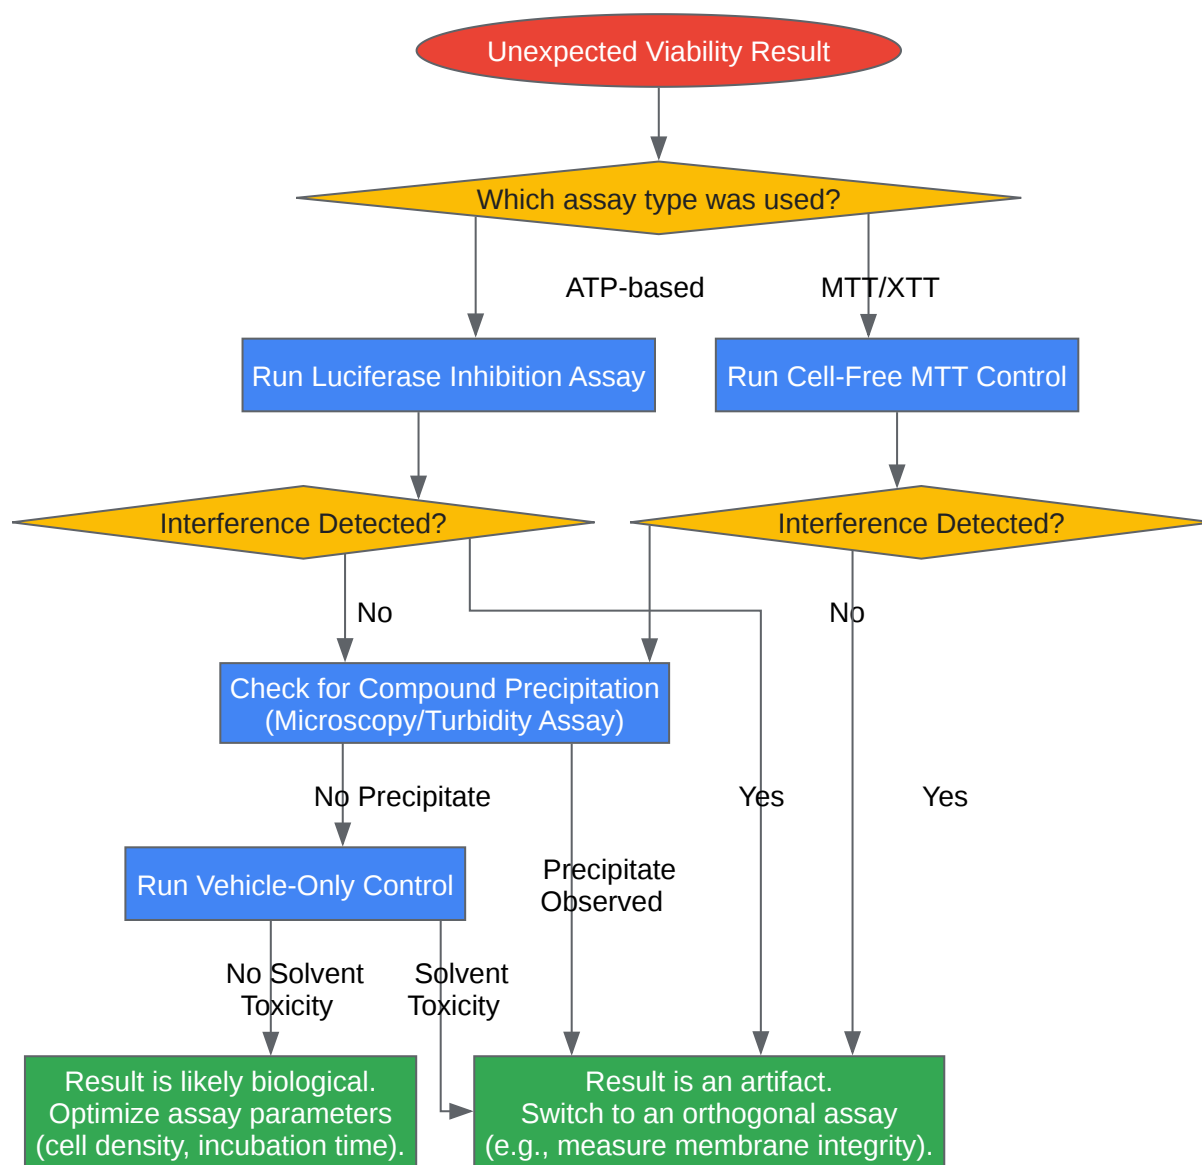 Unexpected Viability Result
Which assay type was used?
ATP-based
MTT/XTT
Run Luciferase Inhibition Assay
Run Cell-Free MTT Control
Interference Detected?
Interference Detected?
No
No
Check for Compound Precipitation
(Microscopy/Turbidity Assay)
No Precipitate
Yes
Yes
Precipitate
Observed
Run Vehicle-Only Control
No Solvent
Toxicity
Solvent
Toxicity
Result is likely biological.
Optimize assay parameters
(cell density, incubation time).
Result is an artifact.
Switch to an orthogonal assay
(e.g., measure membrane integrity).